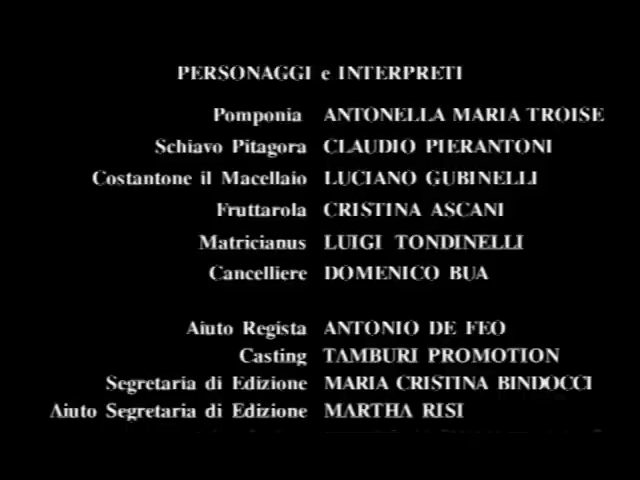 PERSONAGGI e INTERPRETI
Pomponia ANTONELLA MARIA TROISE
Schiavo Pitagora CLAUDIO PIERANTONI
Costantone il Macellaio LUCIANO GUBINELLI
Fruttarola CRISTINA ASCANI
Matricianus LUIGI TONDINELLI
Cancelliere DOMENICO BUA
Aiuto Regista ANTONIO DE FEO
Casting TAMBURI PROMOTION
Segretaria di Edizione MARIA CRISTINA BINDOCCI
Aiuto Segretaria di Edizione MARTHA RISI